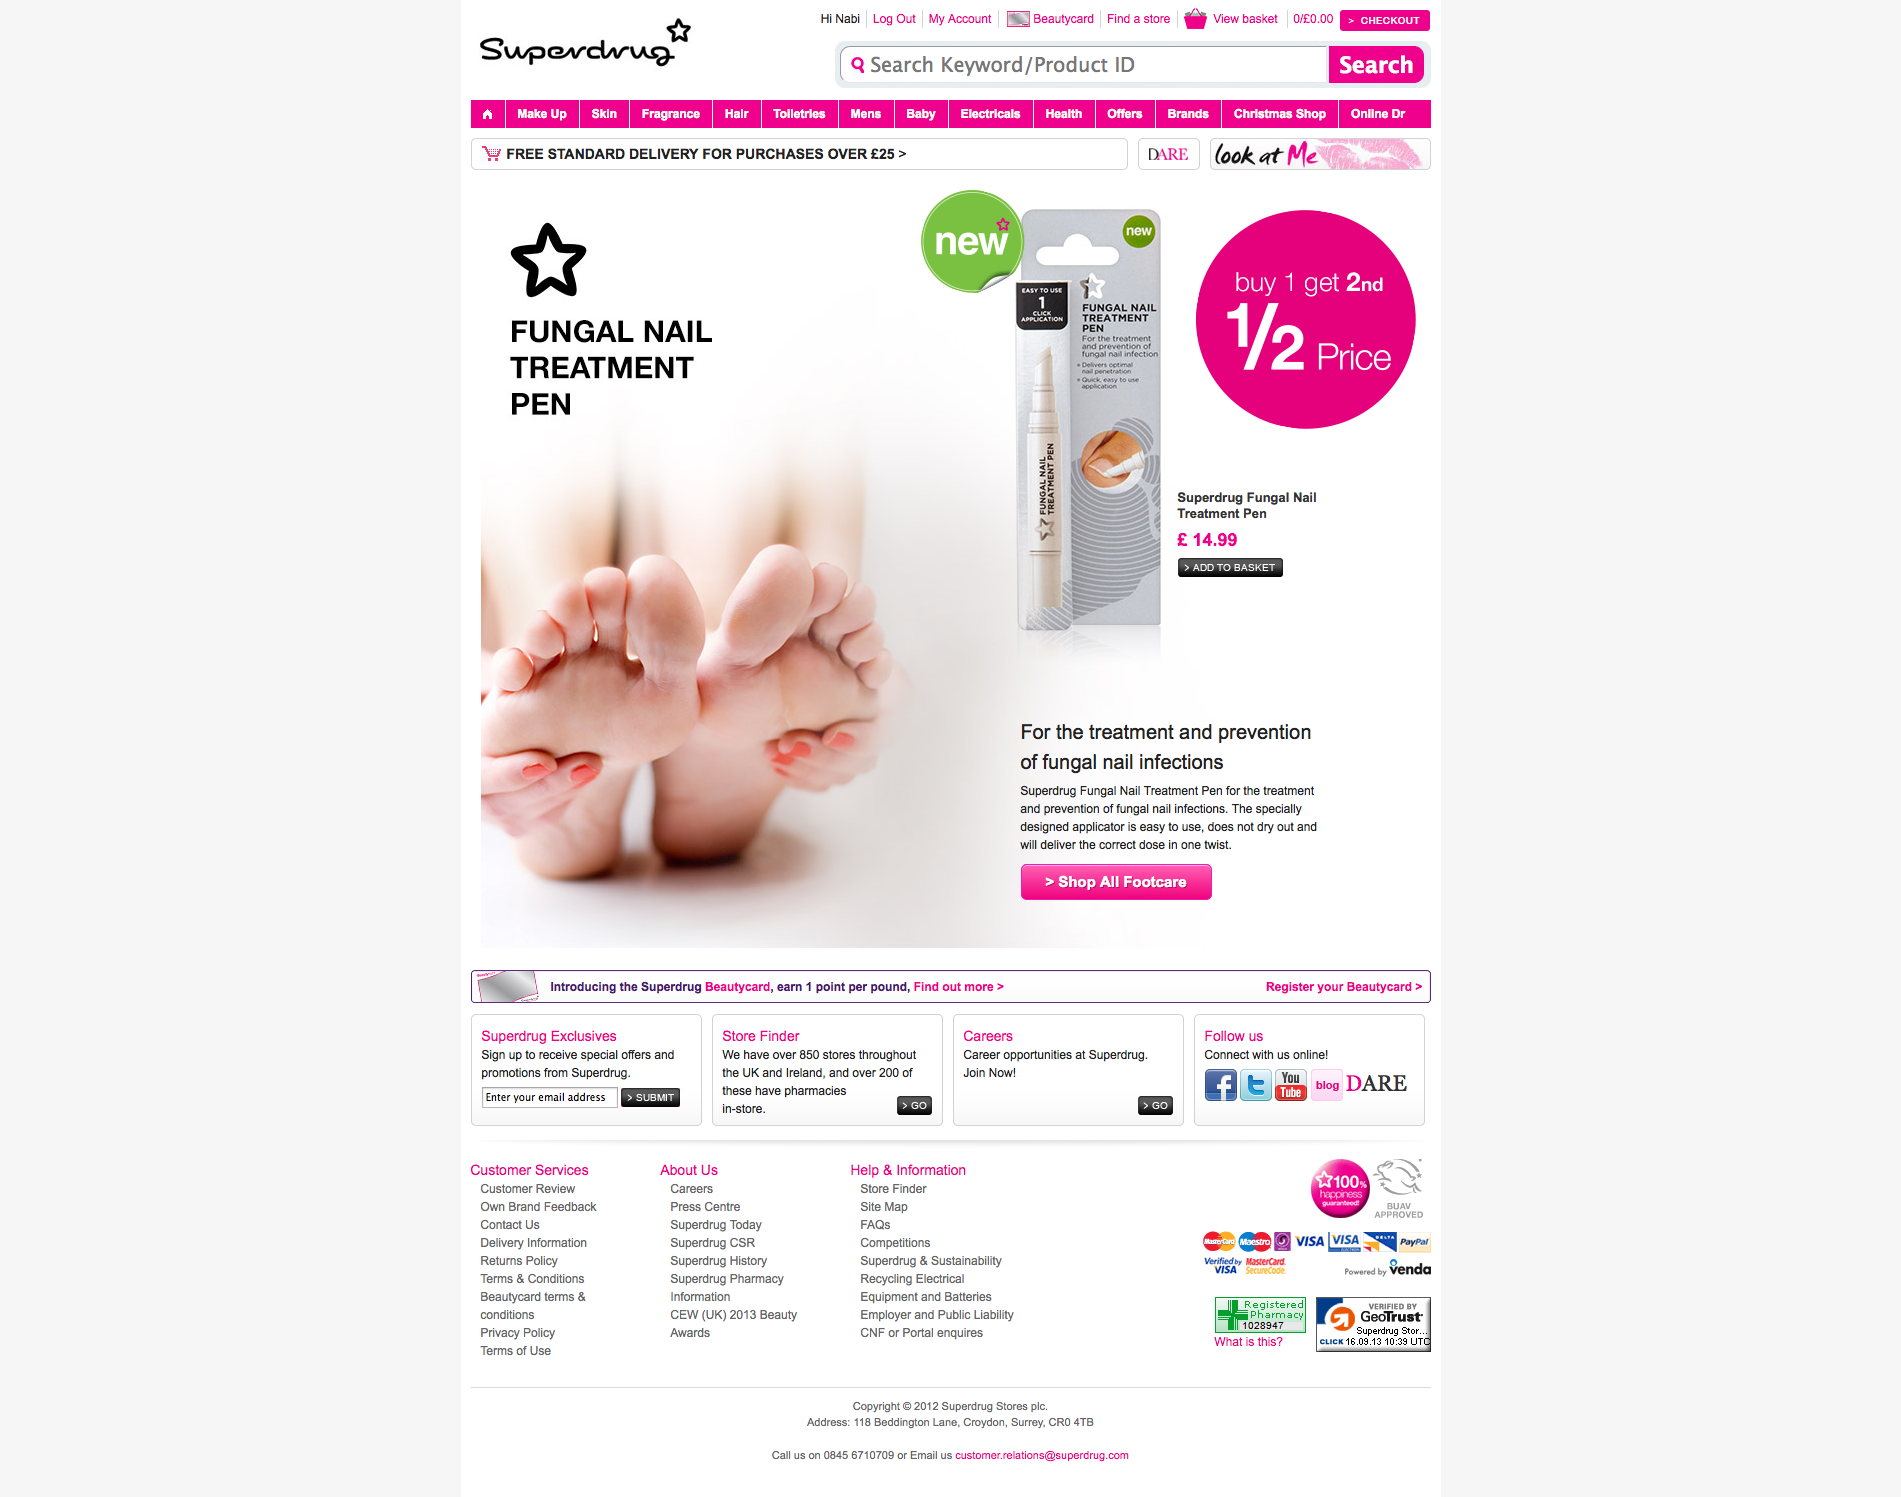 Hi Nabi
Log Out
My Account
Beautycard
Find a store
View basket
0/£0.00
> CHECKOUT
Superdrug
Search Keyword/Product ID
Search
Make Up
Skin
Fragrance
Hair
Toiletries
Mens
Baby
Electricals
Health
Offers
Brands
Christmas Shop
Online Dr
FREE STANDARD DELIVERY FOR PURCHASES OVER £25 >
DARE
look at Me
FUNGAL NAIL
TREATMENT
PEN
new
new
EASY TO USE
1
CLICK
APPLICATION
FUNGAL NAIL
TREATMENT
PEN
For the treatment
and prevention of
fungal nail infection
• Delivers optimal
nail penetration
• Quick, easy to use
application
FUNGAL NAIL
TREATMENT PEN
buy 1 get 2nd
1/2 Price
Superdrug Fungal Nail
Treatment Pen
£ 14.99
> ADD TO BASKET
For the treatment and prevention
of fungal nail infections
Superdrug Fungal Nail Treatment Pen for the treatment
and prevention of fungal nail infections. The specially
designed applicator is easy to use, does not dry out and
will deliver the correct dose in one twist.
> Shop All Footcare
Introducing the Superdrug Beautycard, earn 1 point per pound, Find out more >
Register your Beautycard >
Superdrug Exclusives
Sign up to receive special offers and
promotions from Superdrug.
Enter your email address
> SUBMIT
Store Finder
We have over 850 stores throughout
the UK and Ireland, and over 200 of
these have pharmacies
in-store.
> GO
Careers
Career opportunities at Superdrug.
Join Now!
> GO
Follow us
Connect with us online!
You
Tube
blog
DARE
Customer Services
Customer Review
Own Brand Feedback
Contact Us
Delivery Information
Returns Policy
Terms & Conditions
Beautycard terms &
conditions
Privacy Policy
Terms of Use
About Us
Careers
Press Centre
Superdrug Today
Superdrug CSR
Superdrug History
Superdrug Pharmacy
Information
CEW (UK) 2013 Beauty
Awards
Help & Information
Store Finder
Site Map
FAQs
Competitions
Superdrug & Sustainability
Recycling Electrical
Equipment and Batteries
Employer and Public Liability
CNF or Portal enquires
100%
happiness
guaranteed!
BUAV
APPROVED
MasterCard
Maestro
VISA
VISA
ELECTRON
DELTA
PayPal
Verified by
VISA
MasterCard.
SecureCode.
Powered by venda
Registered
Pharmacy
1028947
What is this?
VERIFIED BY
GeoTrust
Superdrug Stor...
CLICK 16.09.13 10:39 UTC
Copyright © 2012 Superdrug Stores plc.
Address: 118 Beddington Lane, Croydon, Surrey, CR0 4TB
Call us on 0845 6710709 or Email us customer.relations@superdrug.com